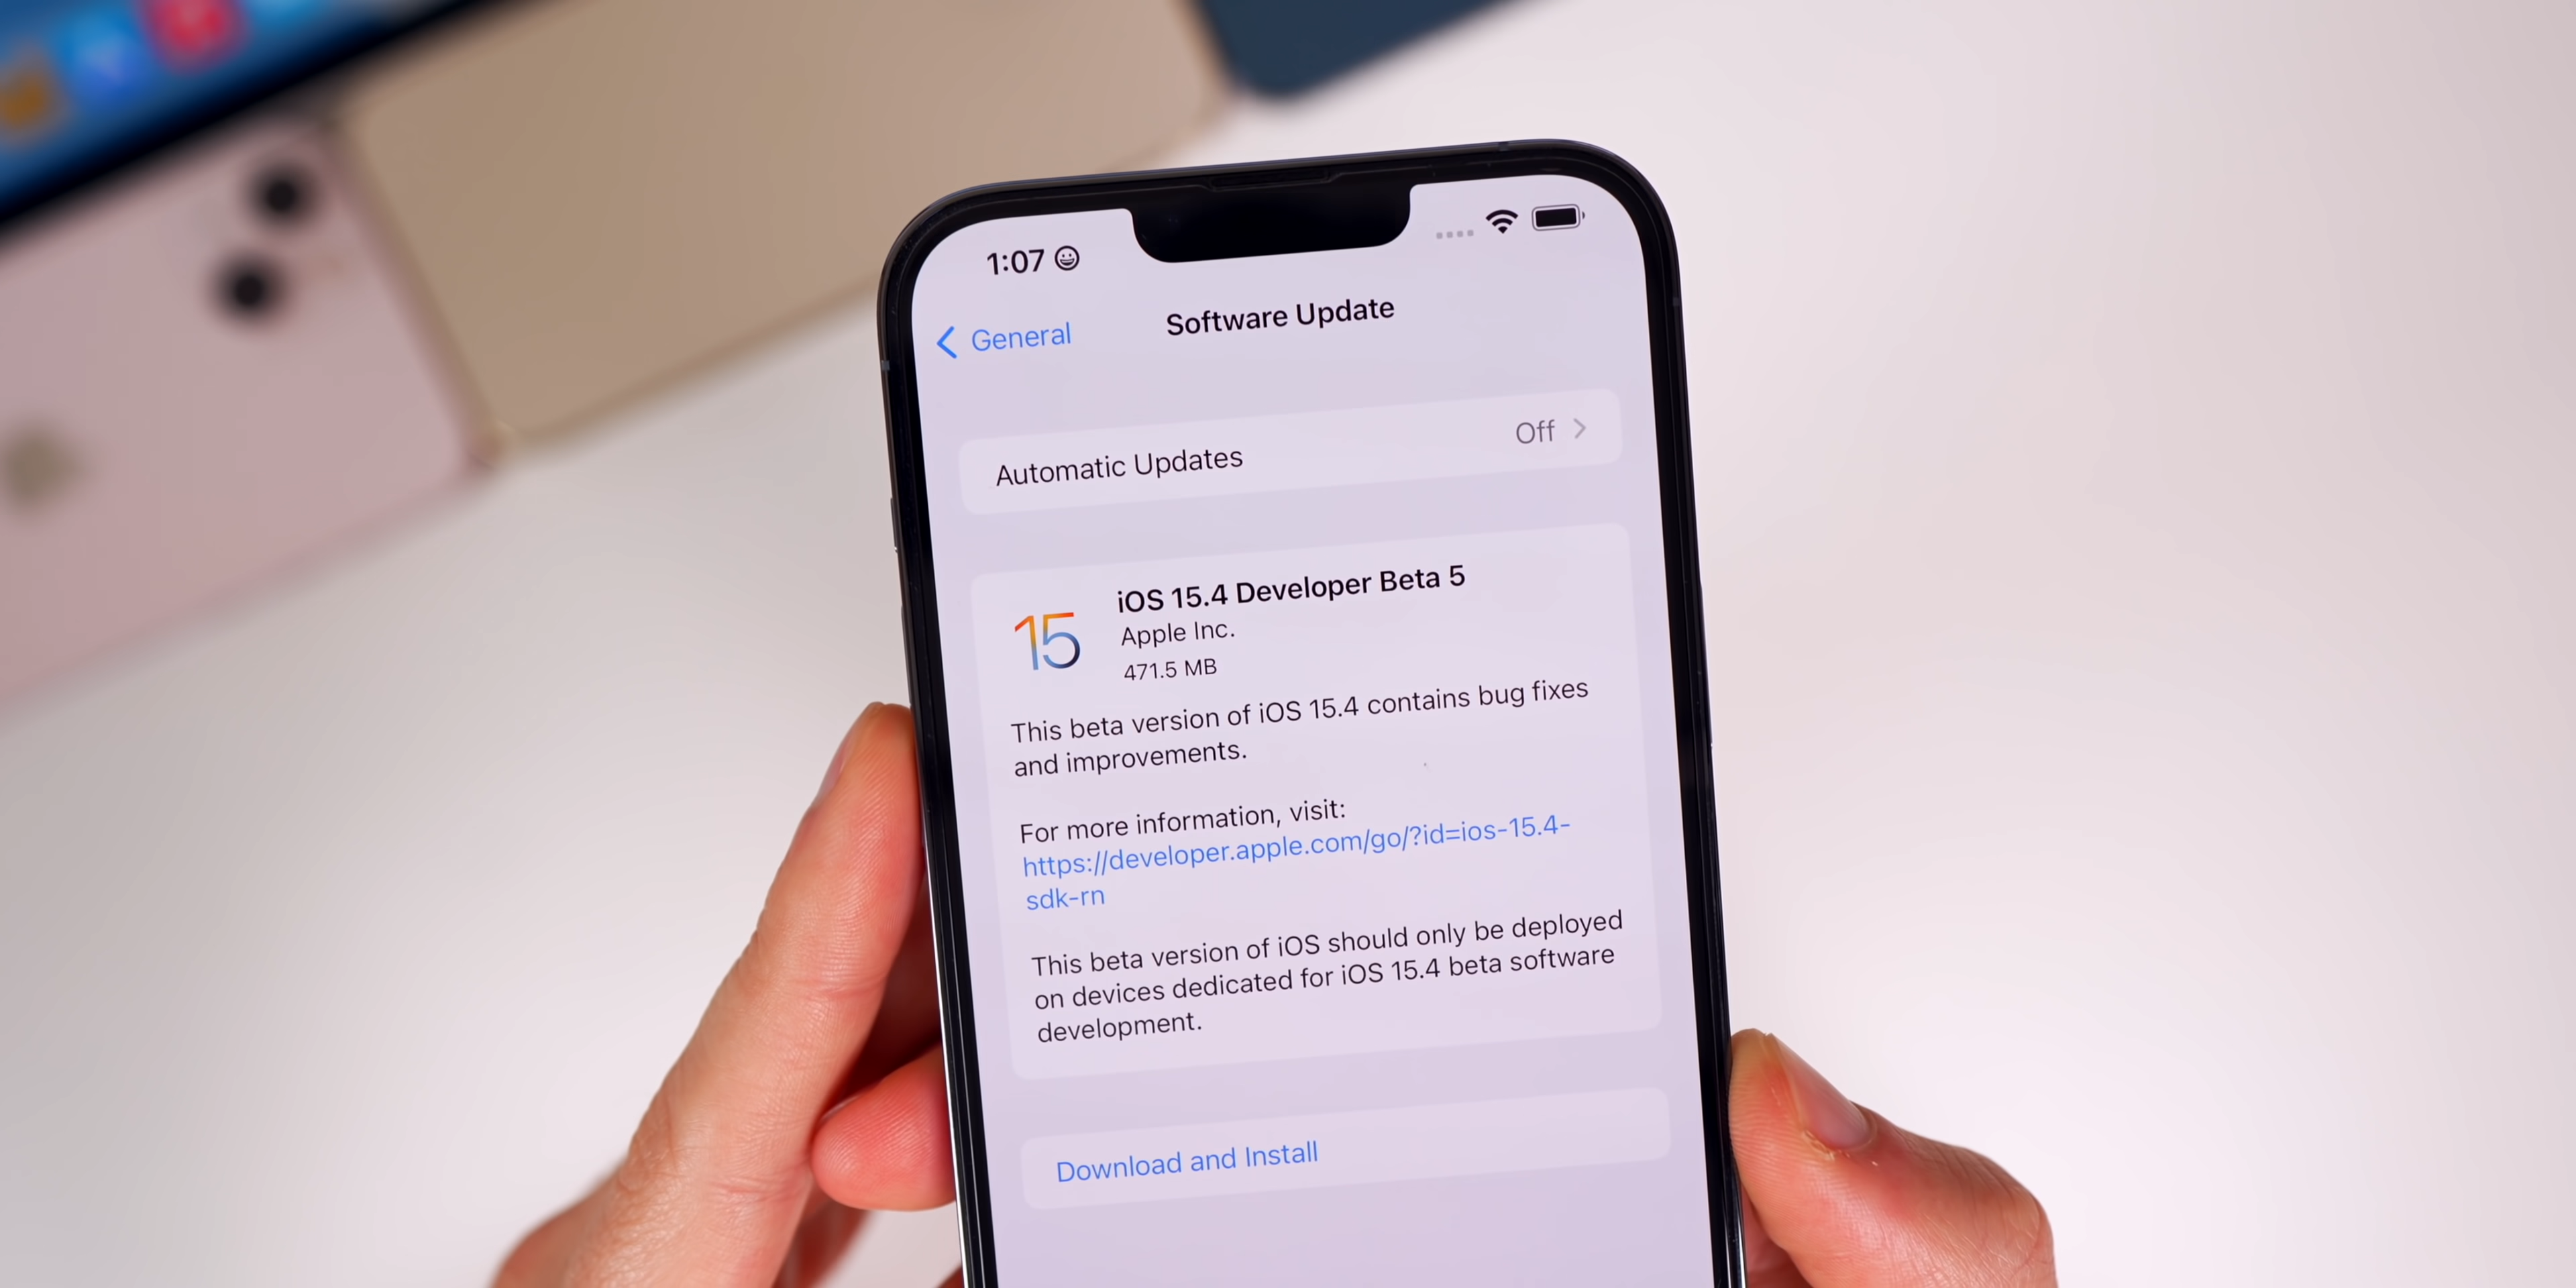 1:07
General
Software Update
Automatic Updates
Off
15
iOS 15.4 Developer Beta 5
Apple Inc.
471.5 MB
This beta version of iOS 15.4 contains bug fixes
and improvements.
For more information, visit:
https://developer.apple.com/go/?id=ios-15.4-
sdk-rn
This beta version of iOS should only be deployed
on devices dedicated for iOS 15.4 beta software
development.
Download and Install